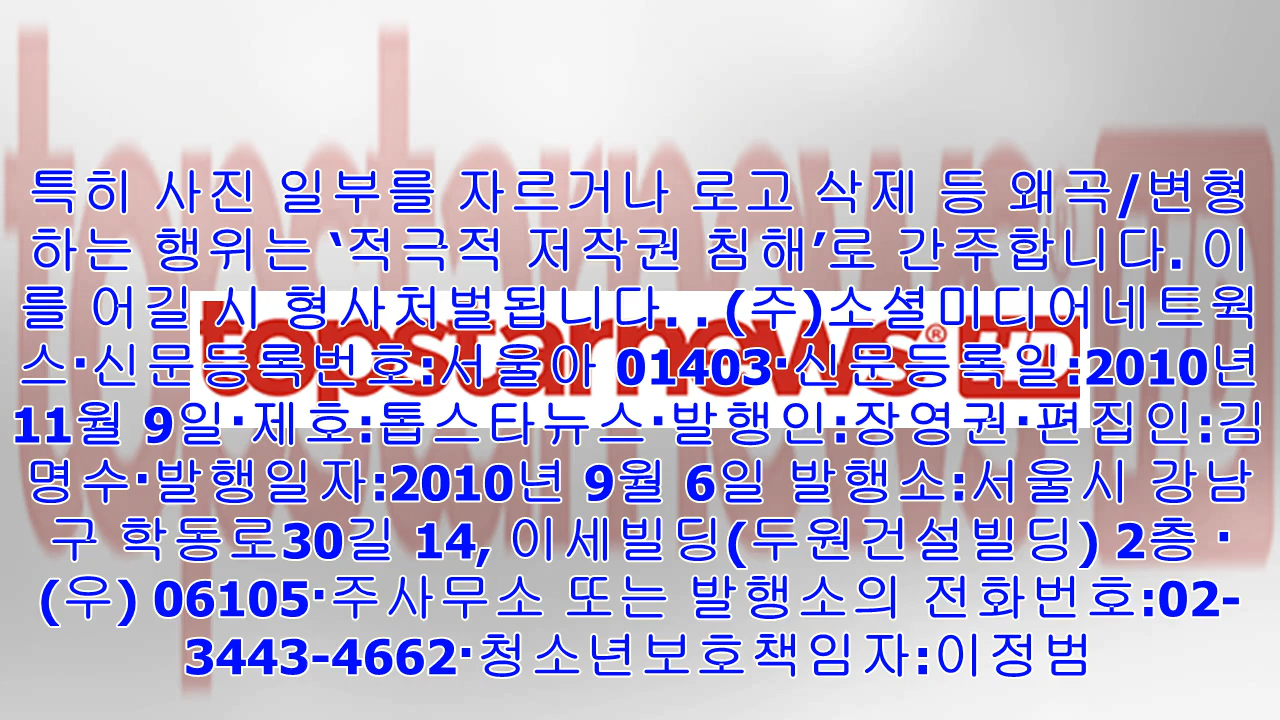 특히 사진 일부를 자르거나 로고 삭제 등 왜곡/변형
하는 행위는 ‘적극적 저작권 침해’로 간주합니다. 이
를 어길 시 형사처벌됩니다. . (주)소셜미디어네트웍
스·신문등록번호:서울아 01403·신문등록일:2010년
11월 9일·제호:톱스타뉴스·발행인:장영권·편집인:김
명수·발행일자:2010년 9월 6일 발행소:서울시 강남
구 학동로30길 14, 이세빌딩(두원건설빌딩) 2층 ·
(우) 06105·주사무소 또는 발행소의 전화번호:02-
3443-4662·청소년보호책임자:이정범
topstarnews® HD